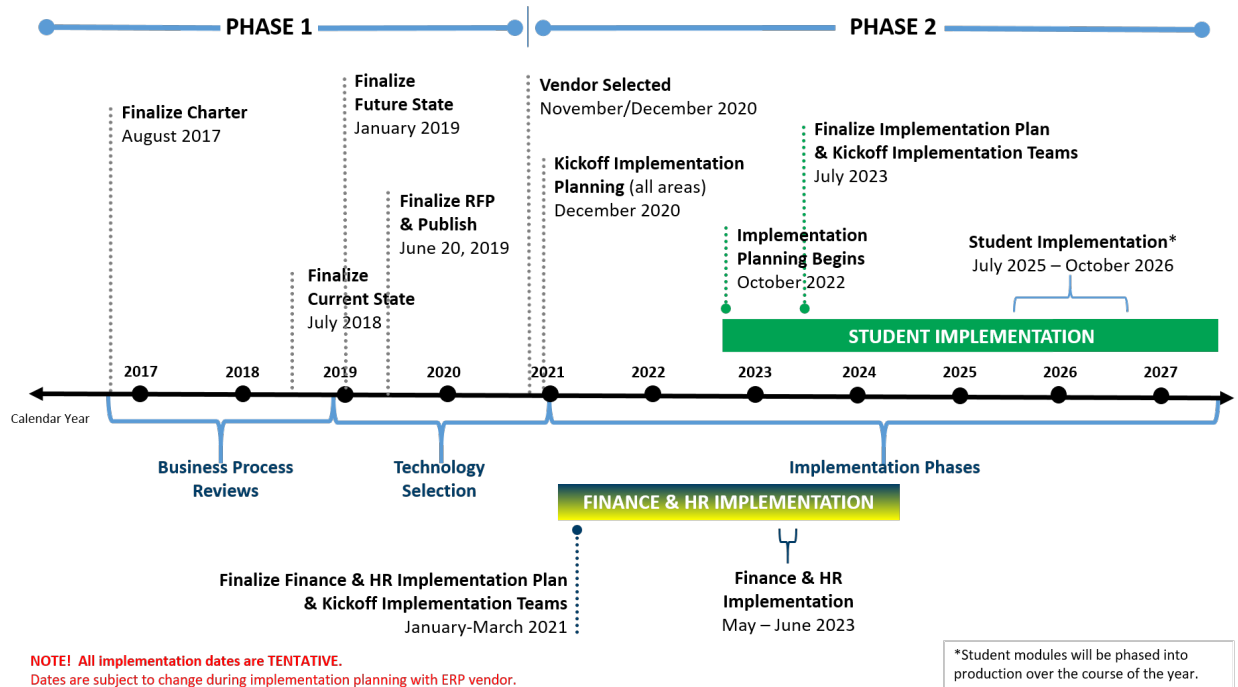 PHASE 1
PHASE 2
Finalize Charter
August 2017
Finalize
Future State
January 2019
Vendor Selected
November/December 2020
Finalize Implementation Plan
& Kickoff Implementation Teams
July 2023
Kickoff Implementation
Planning (all areas)
December 2020
Finalize RFP
& Publish
June 20, 2019
Implementation
Planning Begins
October 2022
Student Implementation*
July 2025 – October 2026
Finalize
Current State
July 2018
STUDENT IMPLEMENTATION
2017 2018 2019 2020 2021 2022 2023 2024 2025 2026 2027
Calendar Year
Business Process
Reviews
Technology
Selection
Implementation Phases
FINANCE & HR IMPLEMENTATION
Finalize Finance & HR Implementation Plan
& Kickoff Implementation Teams
January-March 2021
Finance & HR
Implementation
May – June 2023
NOTE!  All implementation dates are TENTATIVE.
Dates are subject to change during implementation planning with ERP vendor.
*Student modules will be phased into
production over the course of the year.